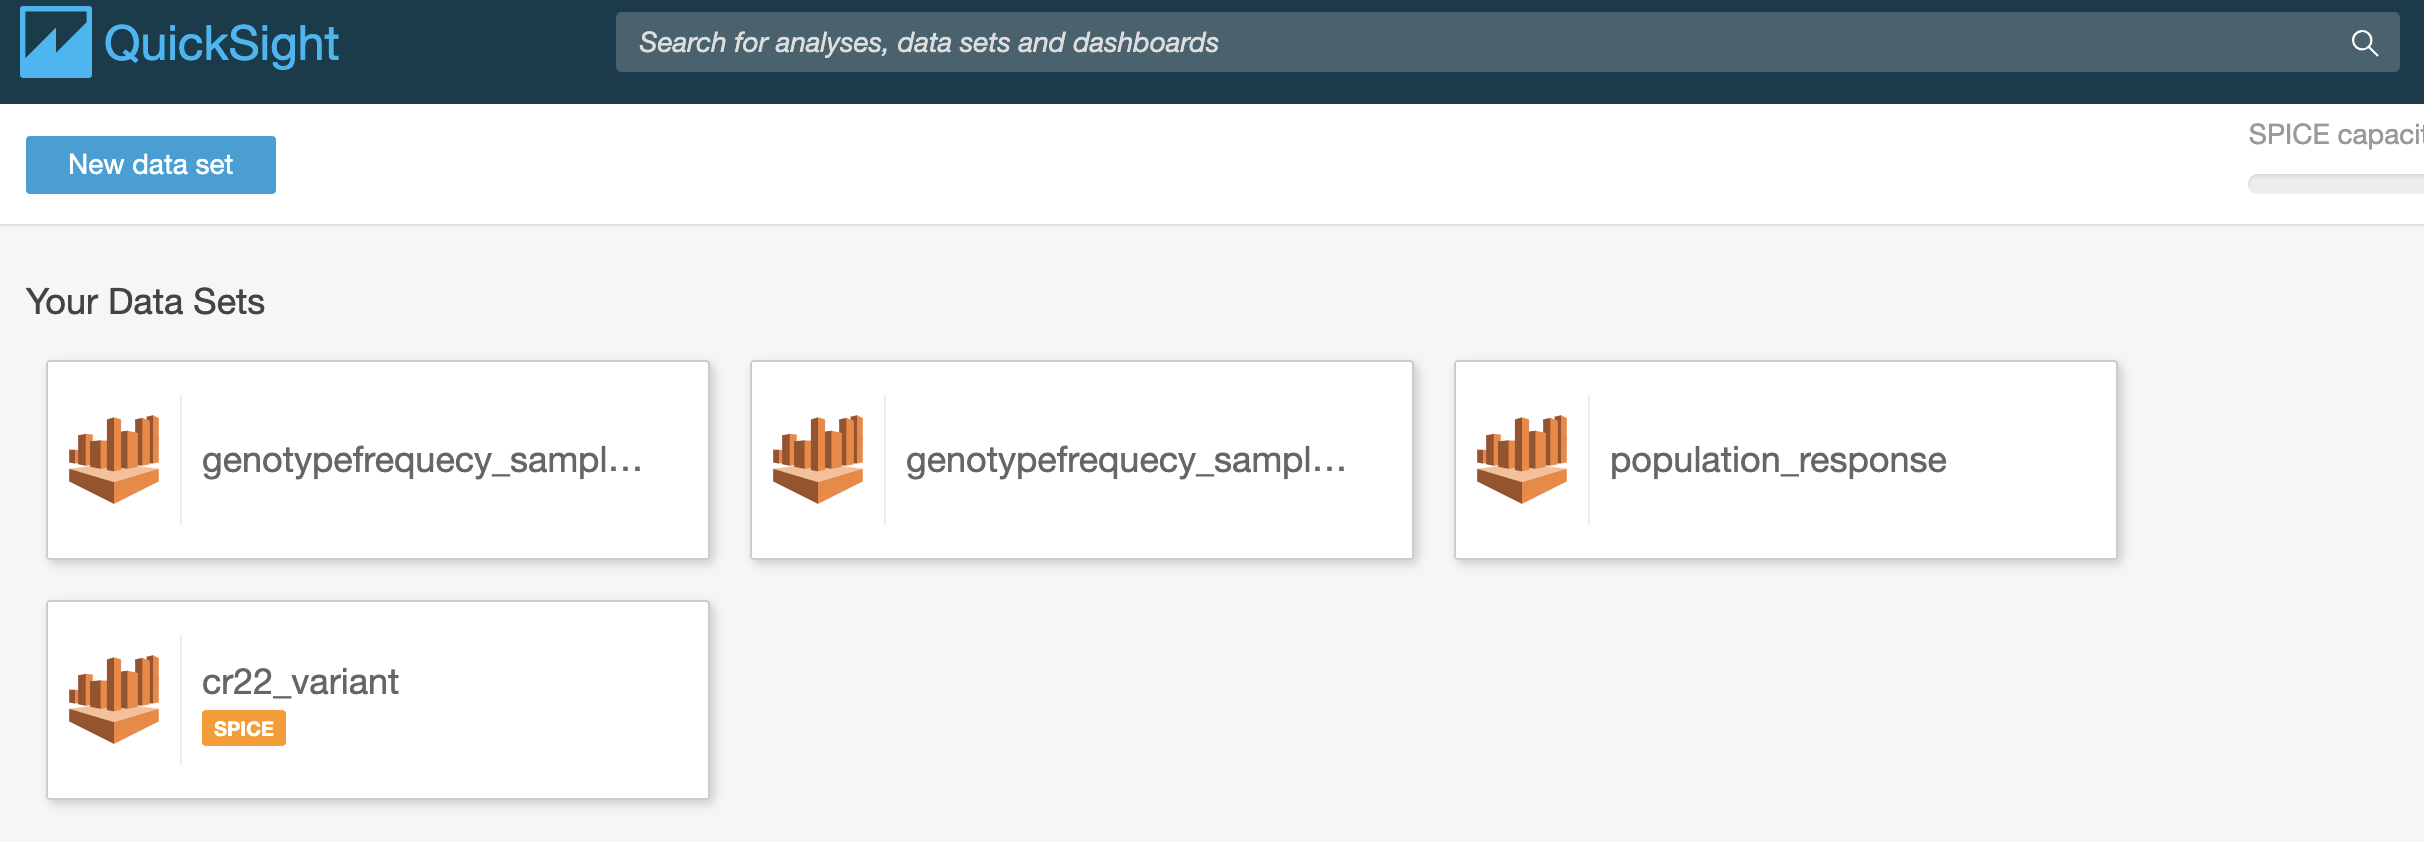 QuickSight
Search for analyses, data sets and dashboards
New data set
SPICE capacit
Your Data Sets
genotypefrequecy_sampl...
genotypefrequecy_sampl...
population_response
cr22_variant
SPICE